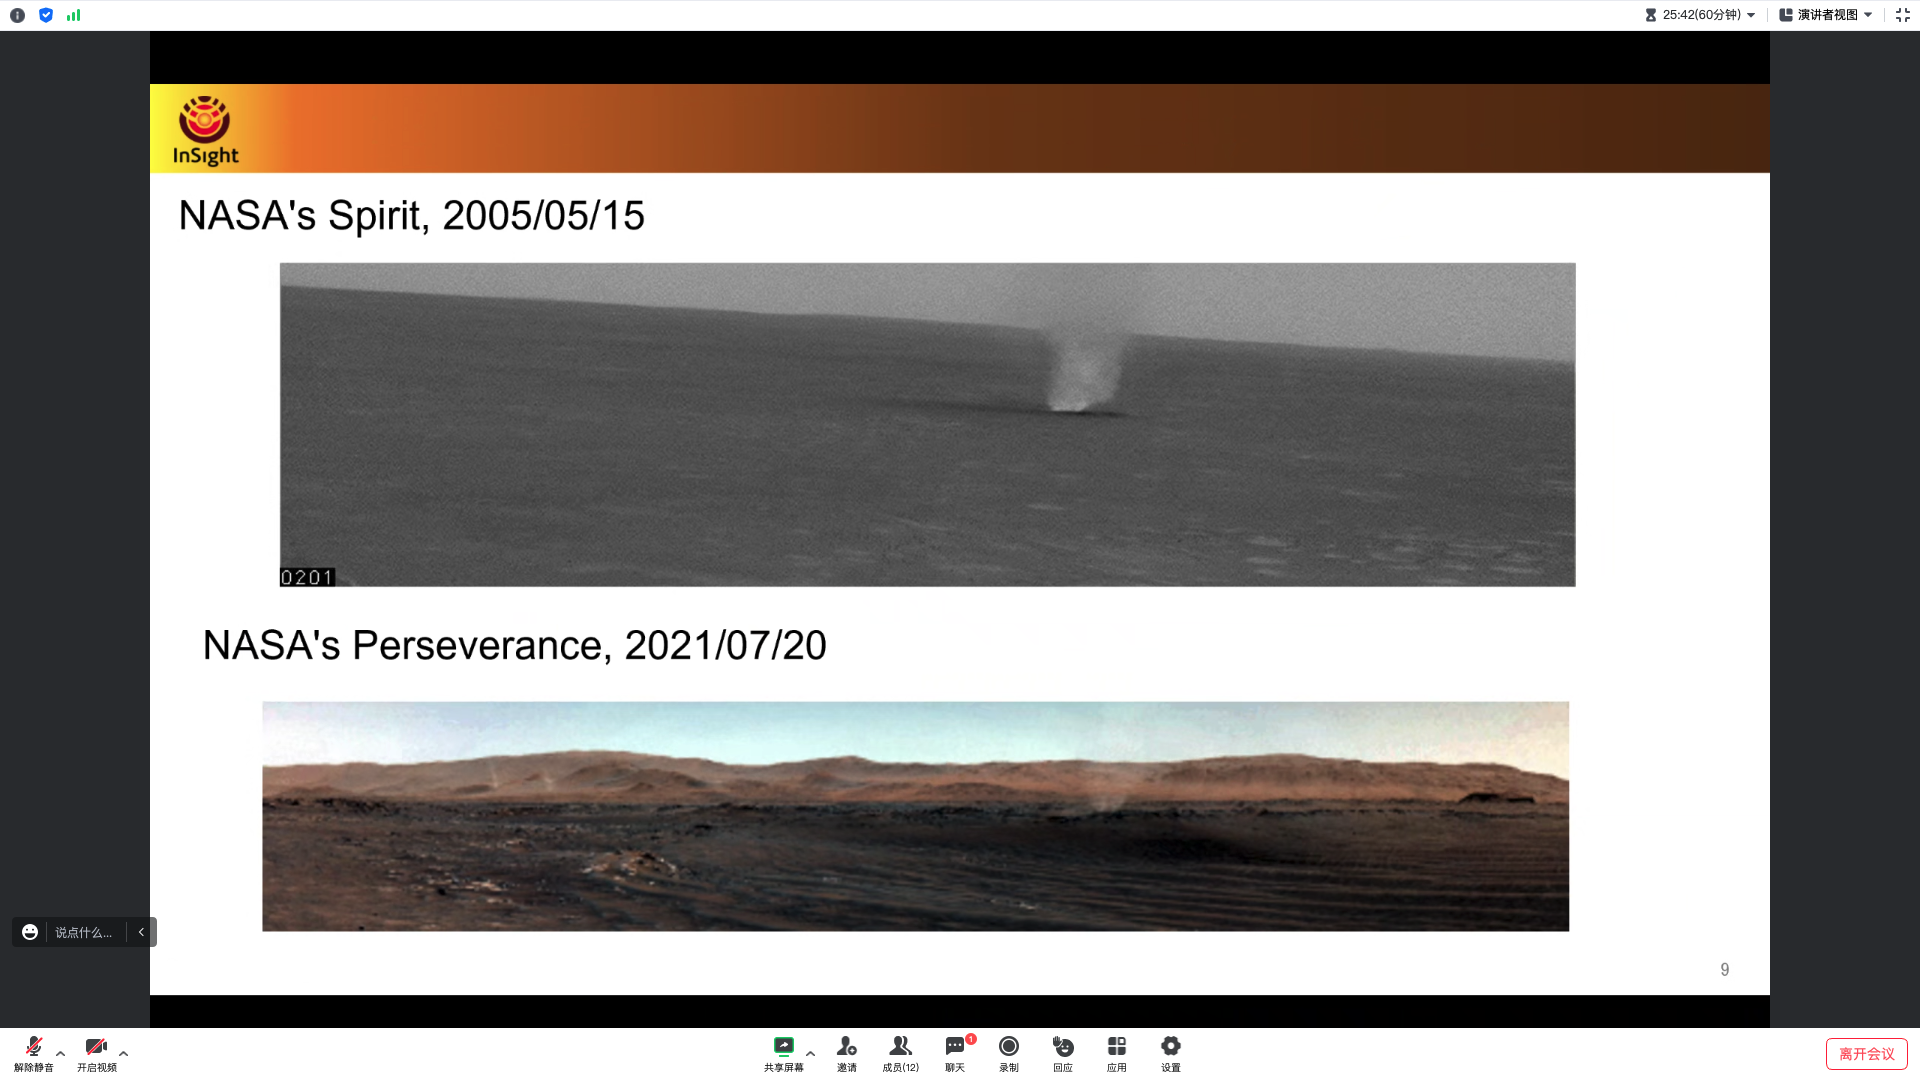 25:42(60分钟)
演讲者视图
InSight
NASA's Spirit, 2005/05/15
0201
NASA's Perseverance, 2021/07/20
说点什么...
9
解除静音
开启视频
共享屏幕
邀请
成员(12)
聊天
1
录制
回应
应用
设置
离开会议